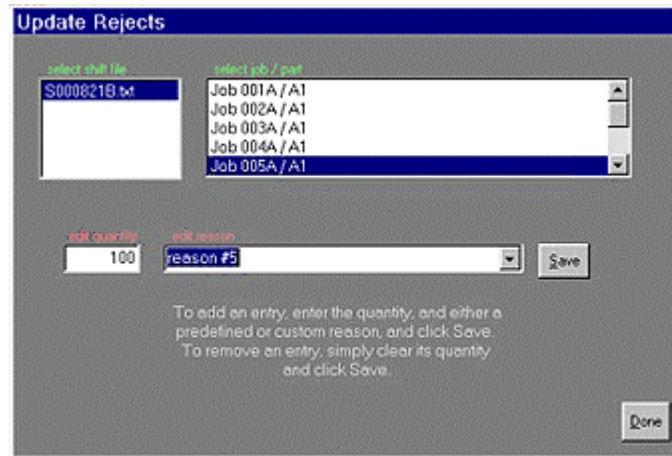 Update Rejects
select shift file
select job / part
S000821B.txt
Job 001A / A1
Job 002A / A1
Job 003A / A1
Job 004A / A1
Job 005A / A1
edit quantity
edit reason
100
reason #5
Save
To add an entry, enter the quantity, and either a
predefined or custom reason, and click Save.
To remove an entry, simply clear its quantity
and click Save.
Done